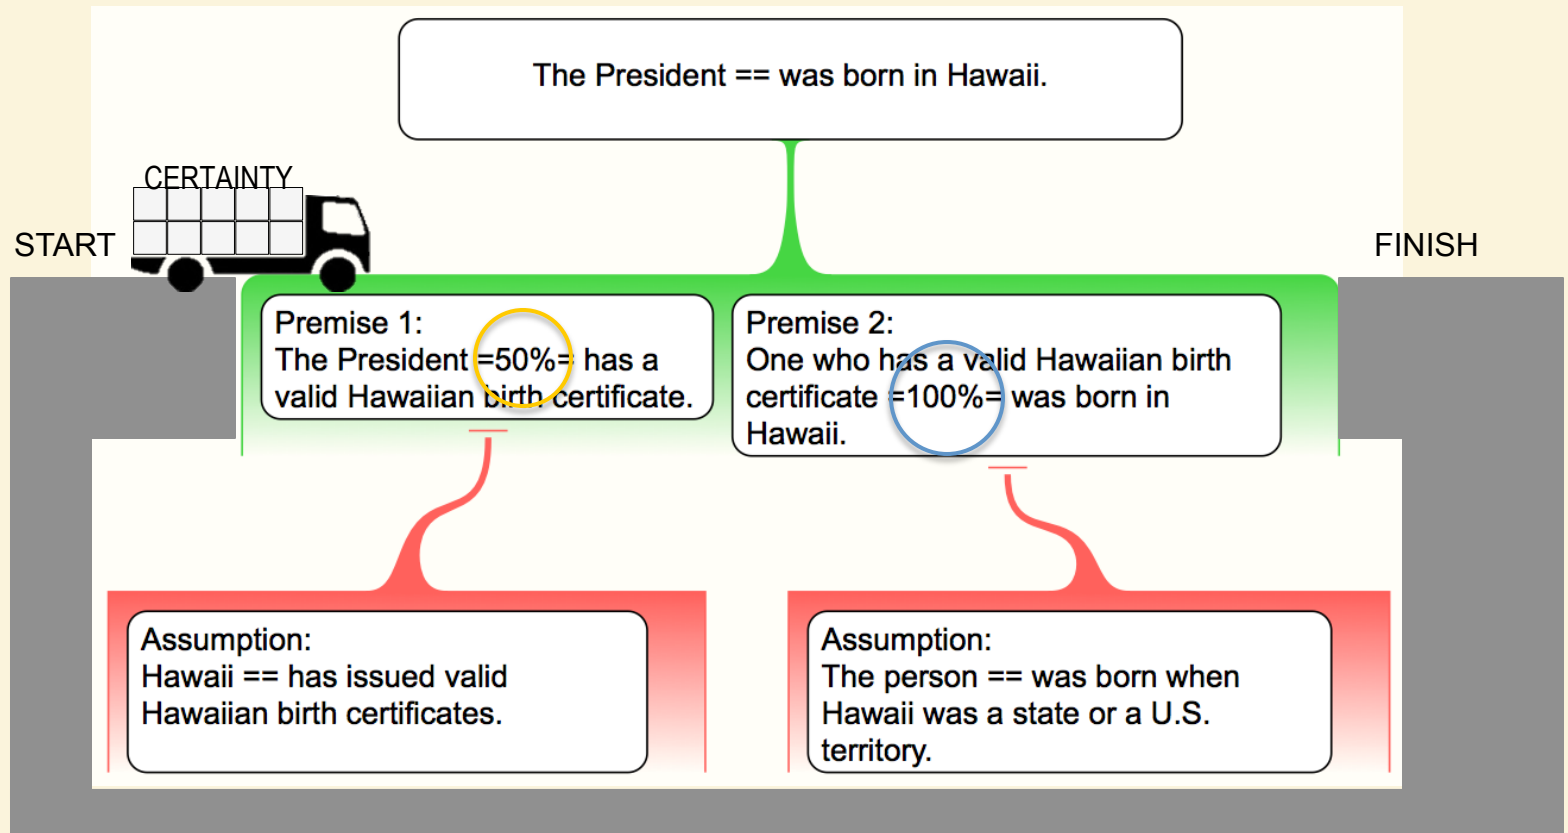 The President == was born in Hawaii.
CERTAINTY
START
FINISH
Premise 1:
The President =50%= has a
valid Hawaiian birth certificate.
Premise 2:
One who has a valid Hawaiian birth
certificate =100%= was born in
Hawaii.
Assumption:
Hawaii == has issued valid
Hawaiian birth certificates.
Assumption:
The person == was born when
Hawaii was a state or a U.S.
territory.